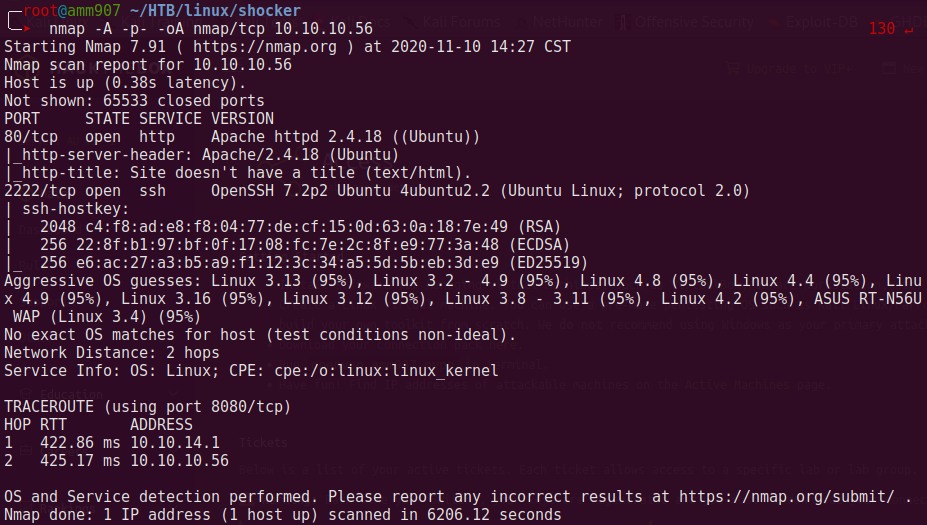 root@amm907 ~/HTB/linux/shocker
nmap -A -p- -oA nmap/tcp 10.10.10.56 130 ↵
Starting Nmap 7.91 ( https://nmap.org ) at 2020-11-10 14:27 CST
Nmap scan report for 10.10.10.56
Host is up (0.38s latency).
Not shown: 65533 closed ports
PORT     STATE SERVICE VERSION
80/tcp   open  http    Apache httpd 2.4.18 ((Ubuntu))
|_http-server-header: Apache/2.4.18 (Ubuntu)
|_http-title: Site doesn't have a title (text/html).
2222/tcp open  ssh     OpenSSH 7.2p2 Ubuntu 4ubuntu2.2 (Ubuntu Linux; protocol 2.0)
| ssh-hostkey:
|   2048 c4:f8:ad:e8:f8:04:77:de:cf:15:0d:63:0a:18:7e:49 (RSA)
|   256 22:8f:b1:97:bf:0f:17:08:fc:7e:2c:8f:e9:77:3a:48 (ECDSA)
|_  256 e6:ac:27:a3:b5:a9:f1:12:3c:34:a5:5d:5b:eb:3d:e9 (ED25519)
Aggressive OS guesses: Linux 3.13 (95%), Linux 3.2 - 4.9 (95%), Linux 4.8 (95%), Linux 4.4 (95%), Linu
x 4.9 (95%), Linux 3.16 (95%), Linux 3.12 (95%), Linux 3.8 - 3.11 (95%), Linux 4.2 (95%), ASUS RT-N56U
WAP (Linux 3.4) (95%)
No exact OS matches for host (test conditions non-ideal).
Network Distance: 2 hops
Service Info: OS: Linux; CPE: cpe:/o:linux:linux_kernel
TRACEROUTE (using port 8080/tcp)
HOP RTT       ADDRESS
1   422.86 ms 10.10.14.1
2   425.17 ms 10.10.10.56
OS and Service detection performed. Please report any incorrect results at https://nmap.org/submit/ .
Nmap done: 1 IP address (1 host up) scanned in 6206.12 seconds